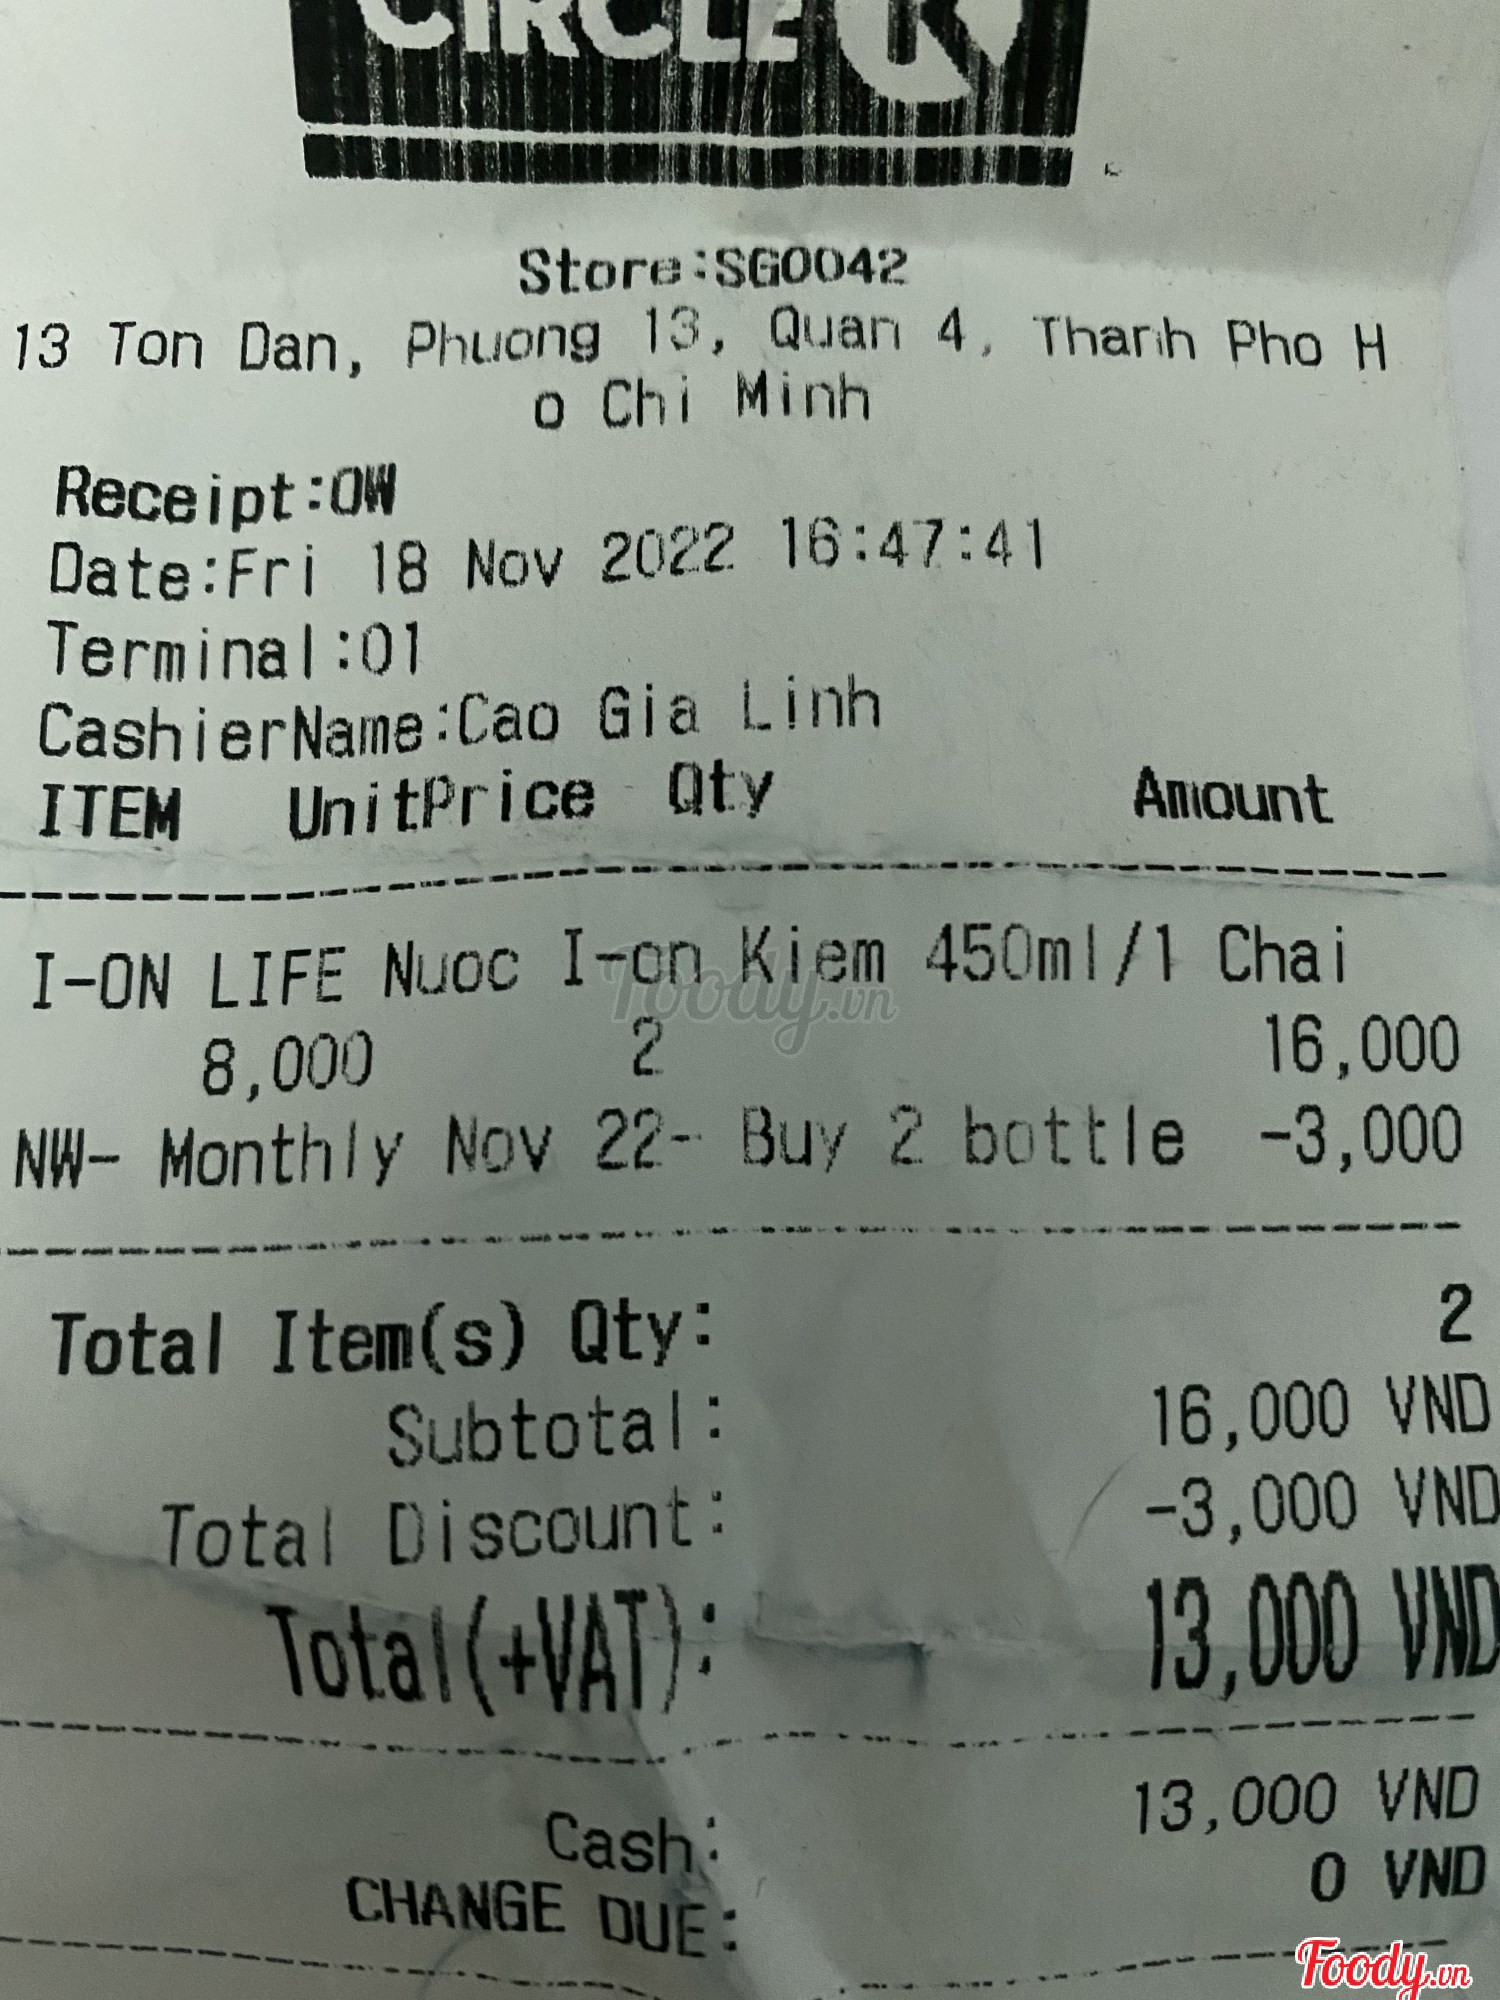 CIRCLE K
Store:SG0042
13 Ton Dan, Phuong 13, Quan 4, Thanh Pho H
o Chi Minh
Receipt:OW
Date:Fri 18 Nov 2022 16:47:41
Terminal:01
CashierName:Cao Gia Linh
ITEM UnitPrice Qty Amount
I-ON LIFE Nuoc I-on Kiem 450ml/1 Chai
8,000 2 16,000
NW- Monthly Nov 22- Buy 2 bottle -3,000
Foody.vn
Total Item(s) Qty: 2
Subtotal: 16,000 VND
Total Discount: -3,000 VND
Total(+VAT): 13,000 VND
Cash: 13,000 VND
CHANGE DUE: 0 VND
Foody.vn